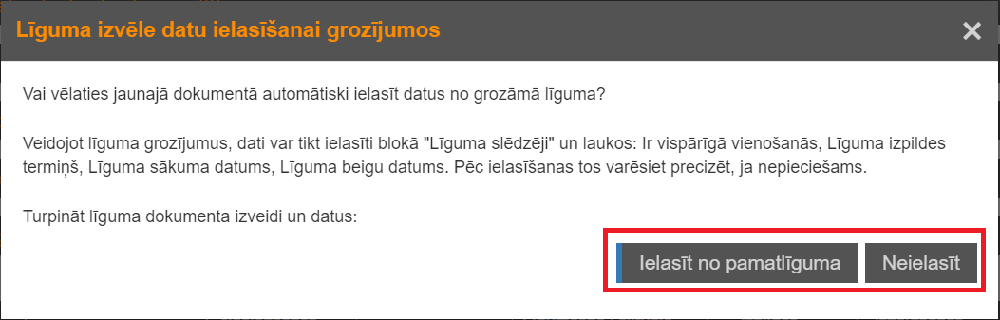 Līguma izvēle datu ielasīšanai grozījumos
Vai vēlaties jaunajā dokumentā automātiski ielasīt datus no grozāmā līguma?
Veidojot līguma grozījumus, dati var tikt ielasīti blokā "Līguma slēdzēji" un laukos: Ir vispārīgā vienošanās, Līguma izpildes
termiņš, Līguma sākuma datums, Līguma beigu datums. Pēc ielasīšanas tos varēsiet precizēt, ja nepieciešams.
Turpināt līguma dokumenta izveidi un datus:
Ielasīt no pamatlīguma
Neielasīt